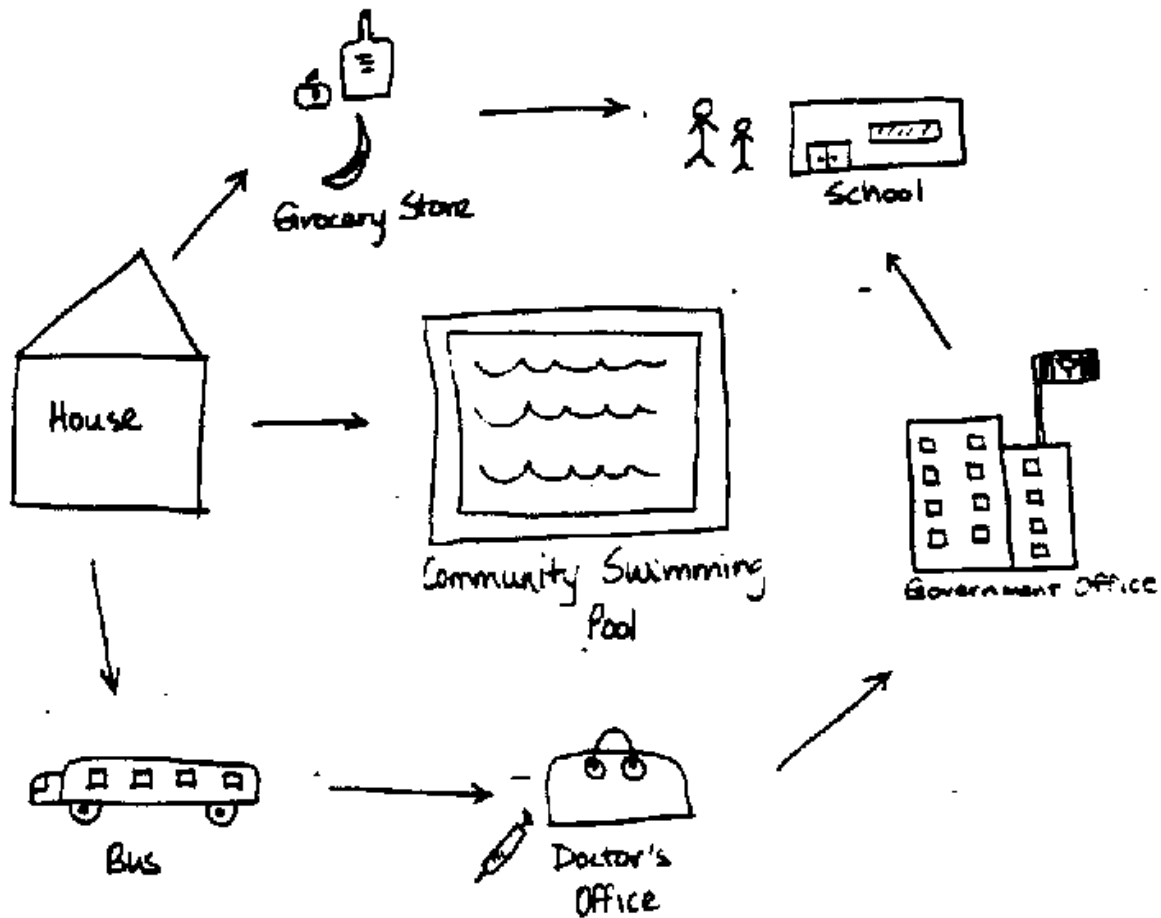 Grocery Store
School
House
Community Swimming
Pool
Government Office
Bus
Doctor's
Office